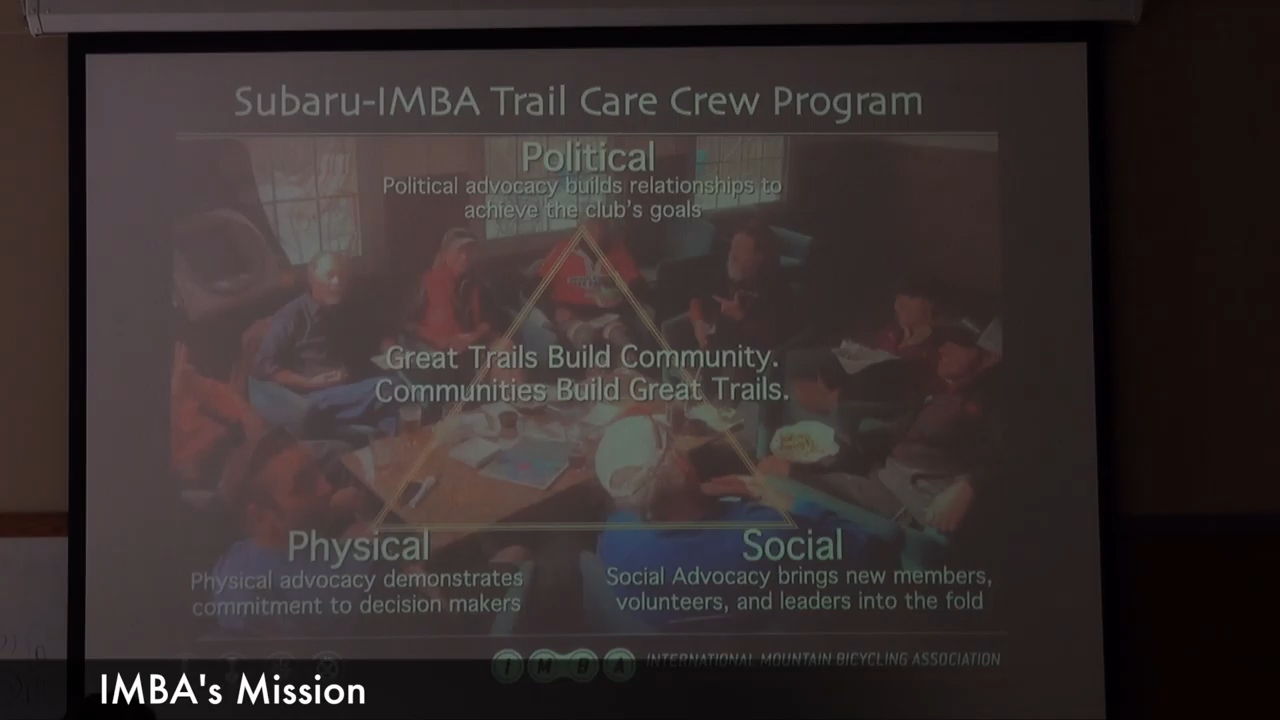 Subaru-IMBA Trail Care Crew Program
Political
Political advocacy builds relationships to
achieve the club's goals
Great Trails Build Community.
Communities Build Great Trails.
Physical
Physical advocacy demonstrates
commitment to decision makers
Social
Social Advocacy brings new members,
volunteers, and leaders into the fold
IMBA INTERNATIONAL MOUNTAIN BICYCLING ASSOCIATION
IMBA's Mission